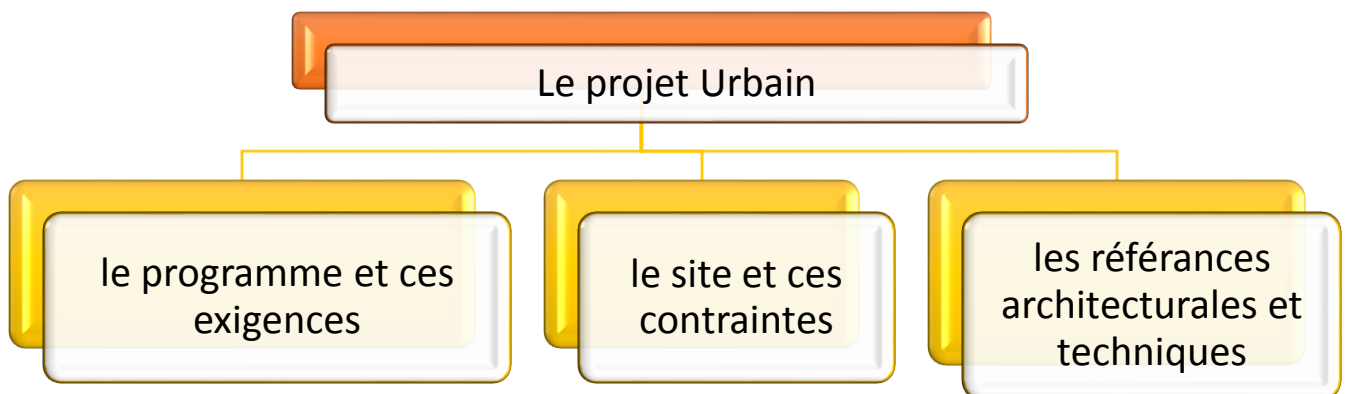 Le projet Urbain
le programme et ces
exigences
le site et ces
contraintes
les référances
architecturales et
techniques